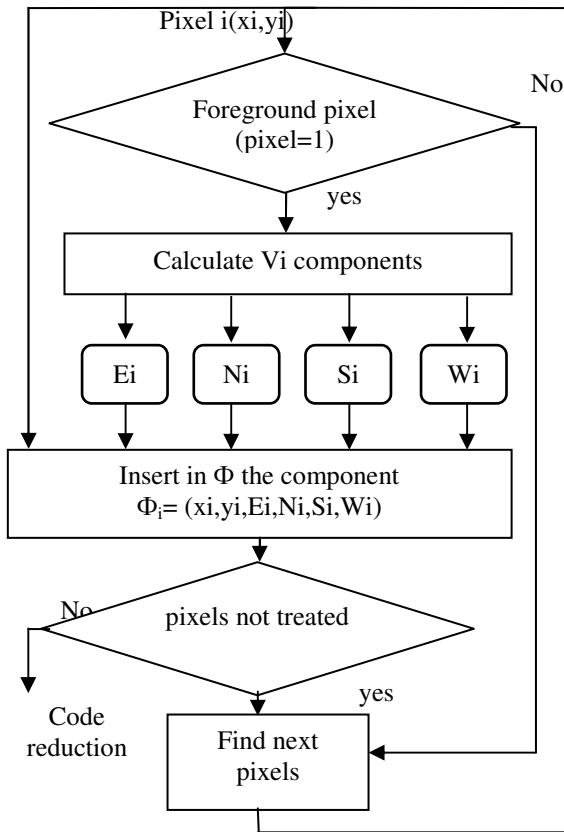 Pixel i(xi,yi)
No
Foreground pixel
(pixel=1)
yes
Calculate Vi components
Ei
Ni
Si
Wi
Insert in Φ the component
Φi= (xi,yi,Ei,Ni,Si,Wi)
No
pixels not treated
yes
Code
reduction
Find next
pixels